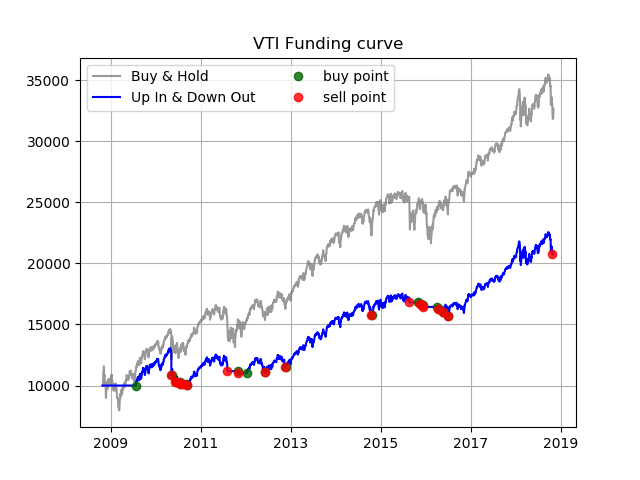 VTI Funding curve
Buy & Hold
Up In & Down Out
buy point
sell point
35000
30000
25000
20000
15000
10000
2009 2011 2013 2015 2017 2019